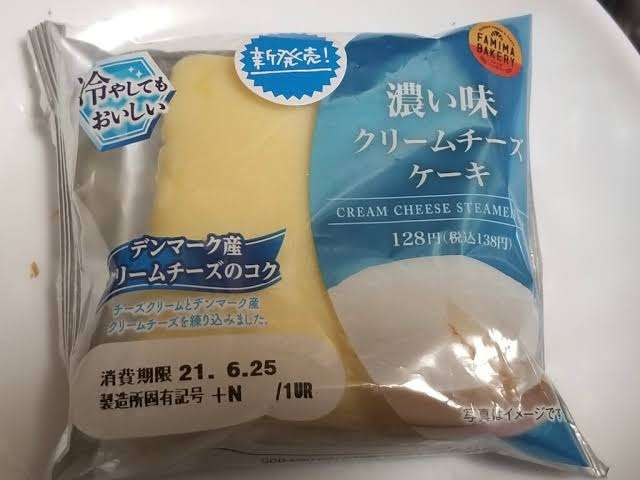 新発売!
FAMIMA
BAKERY
冷やしても
おいしい
濃い味
クリームチーズ
ケーキ
CREAM CHEESE STEAME
128円(税込138円)
デンマーク産
リームチーズのコク
チーズクリームとデンマーク産
クリームチーズを練り込みました。
消費期限 21. 6.25
製造所固有記号 +N /1UR
写真はイメージです